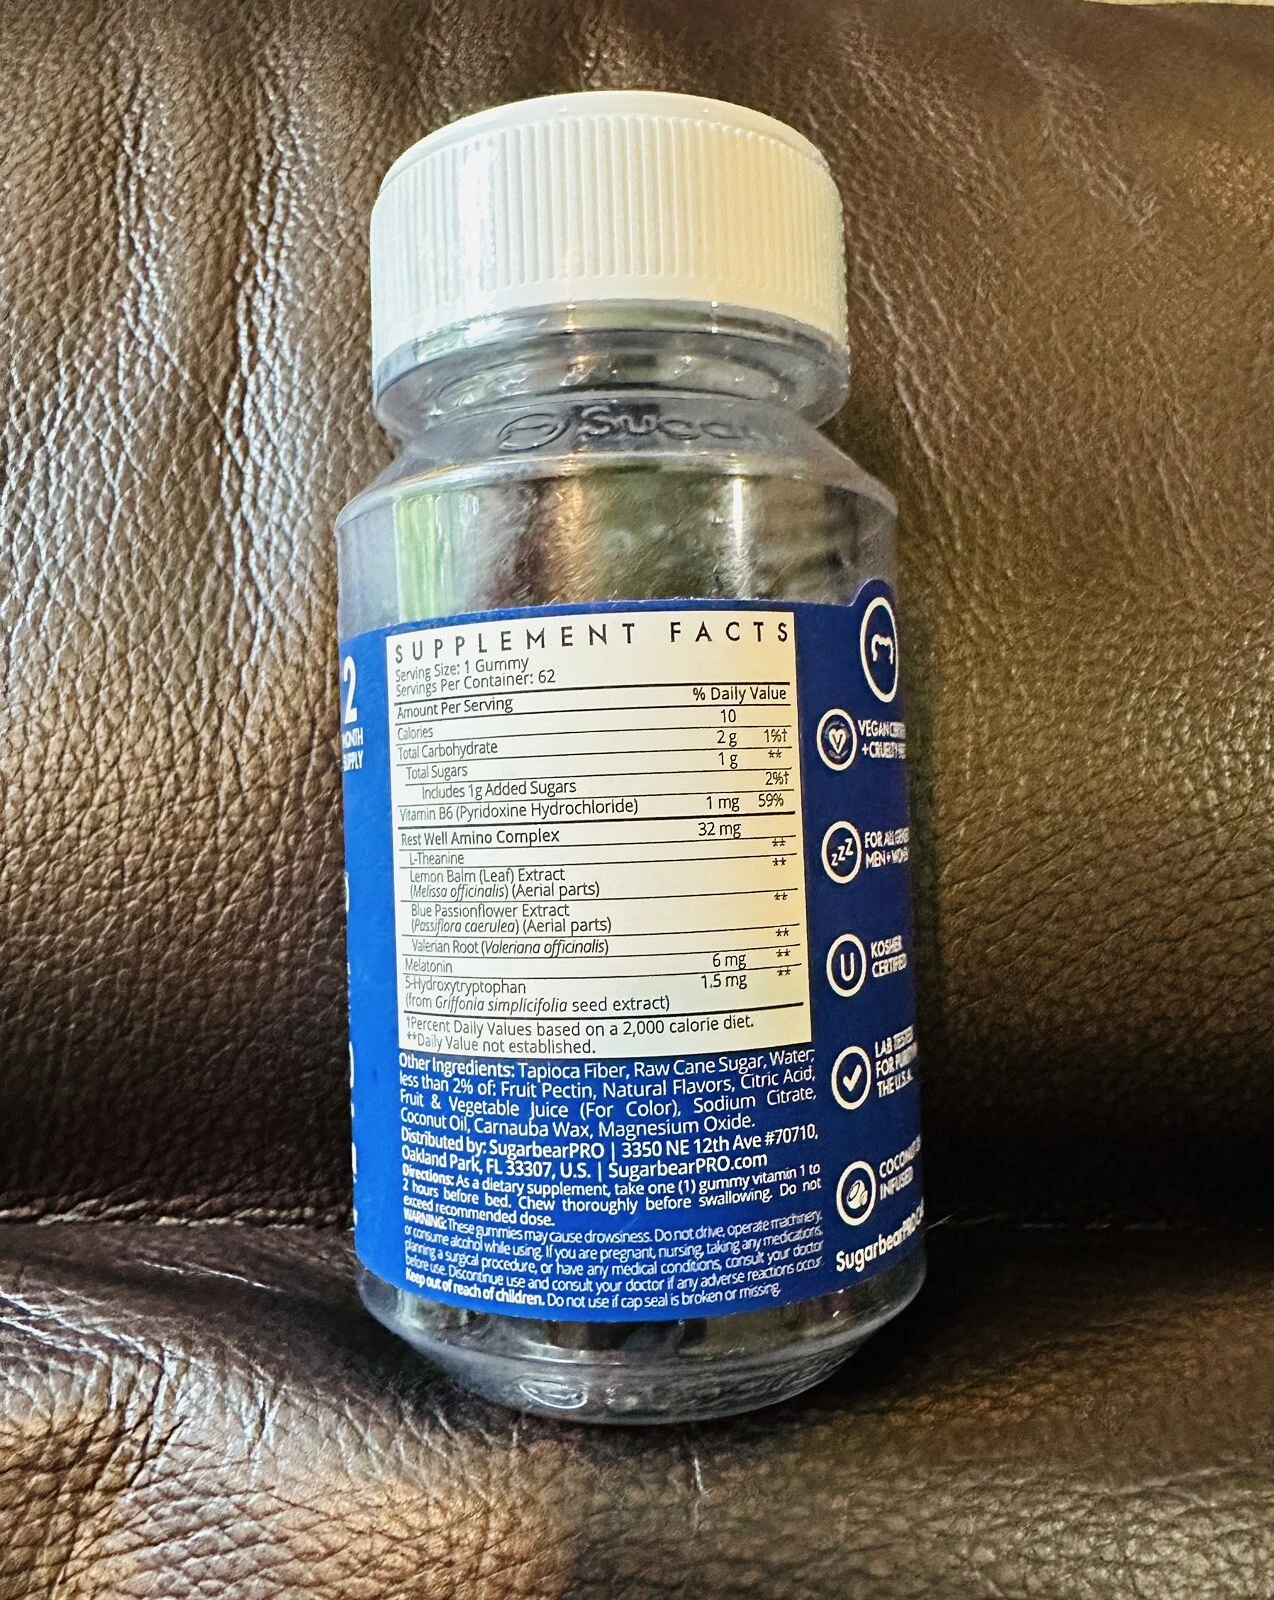 Sugar
SUPPLEMENT FACTS
Serving Size: 1 Gummy
Servings Per Container: 62
Amount Per Serving % Daily Value
Calories 10
Total Carbohydrate 2 g 1%†
Total Sugars 1 g **
Includes 1g Added Sugars 2%†
Vitamin B6 (Pyridoxine Hydrochloride) 1 mg 59%
Rest Well Amino Complex 32 mg
L-Theanine **
Lemon Balm (Leaf) Extract **
(Melissa officinalis) (Aerial parts)
Blue Passionflower Extract **
(Passiflora caerulea) (Aerial parts)
Valerian Root (Valeriana officinalis) **
Melatonin 6 mg **
5-Hydroxytryptophan 1.5 mg **
(from Griffonia simplicifolia seed extract)
†Percent Daily Values based on a 2,000 calorie diet.
**Daily Value not established.
Other Ingredients: Tapioca Fiber, Raw Cane Sugar, Water;
less than 2% of: Fruit Pectin, Natural Flavors, Citric Acid,
Fruit & Vegetable Juice (For Color), Sodium Citrate,
Coconut Oil, Carnauba Wax, Magnesium Oxide.
Distributed by: SugarbearPRO | 3350 NE 12th Ave #70710,
Oakland Park, FL 33307, U.S. | SugarbearPRO.com
Directions: As a dietary supplement, take one (1) gummy vitamin 1 to
2 hours before bed. Chew thoroughly before swallowing. Do not
exceed recommended dose.
WARNING: These gummies may cause drowsiness. Do not drive, operate machinery,
or consume alcohol while using. If you are pregnant, nursing, taking any medications,
planning a surgical procedure, or have any medical conditions, consult your doctor
before use. Discontinue use and consult your doctor if any adverse reactions occur.
Keep out of reach of children. Do not use if cap seal is broken or missing.
2
MONTH
SUPPLY
V
VEGAN
+CRUELTY
zzZ
FOR ALL
MEN+
U
KOSHER
CERTIFIED
LAB TESTED
FOR
THE U.S.A.
COCONUT
INFUSED